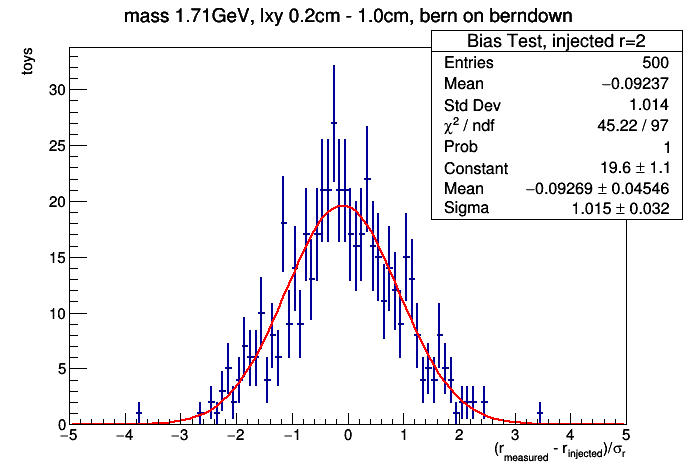 mass 1.71GeV, lxy 0.2cm - 1.0cm, bern on berndown
toys
Bias Test, injected r=2
Entries 500
Mean −0.09237
Std Dev 1.014
χ² / ndf 45.22 / 97
Prob 1
Constant 19.6 ± 1.1
Mean −0.09269 ± 0.04546
Sigma 1.015 ± 0.032
30
25
20
15
10
5
0
−5 −4 −3 −2 −1 0 1 2 3 4 5
(r_measured - r_injected)/σ_r